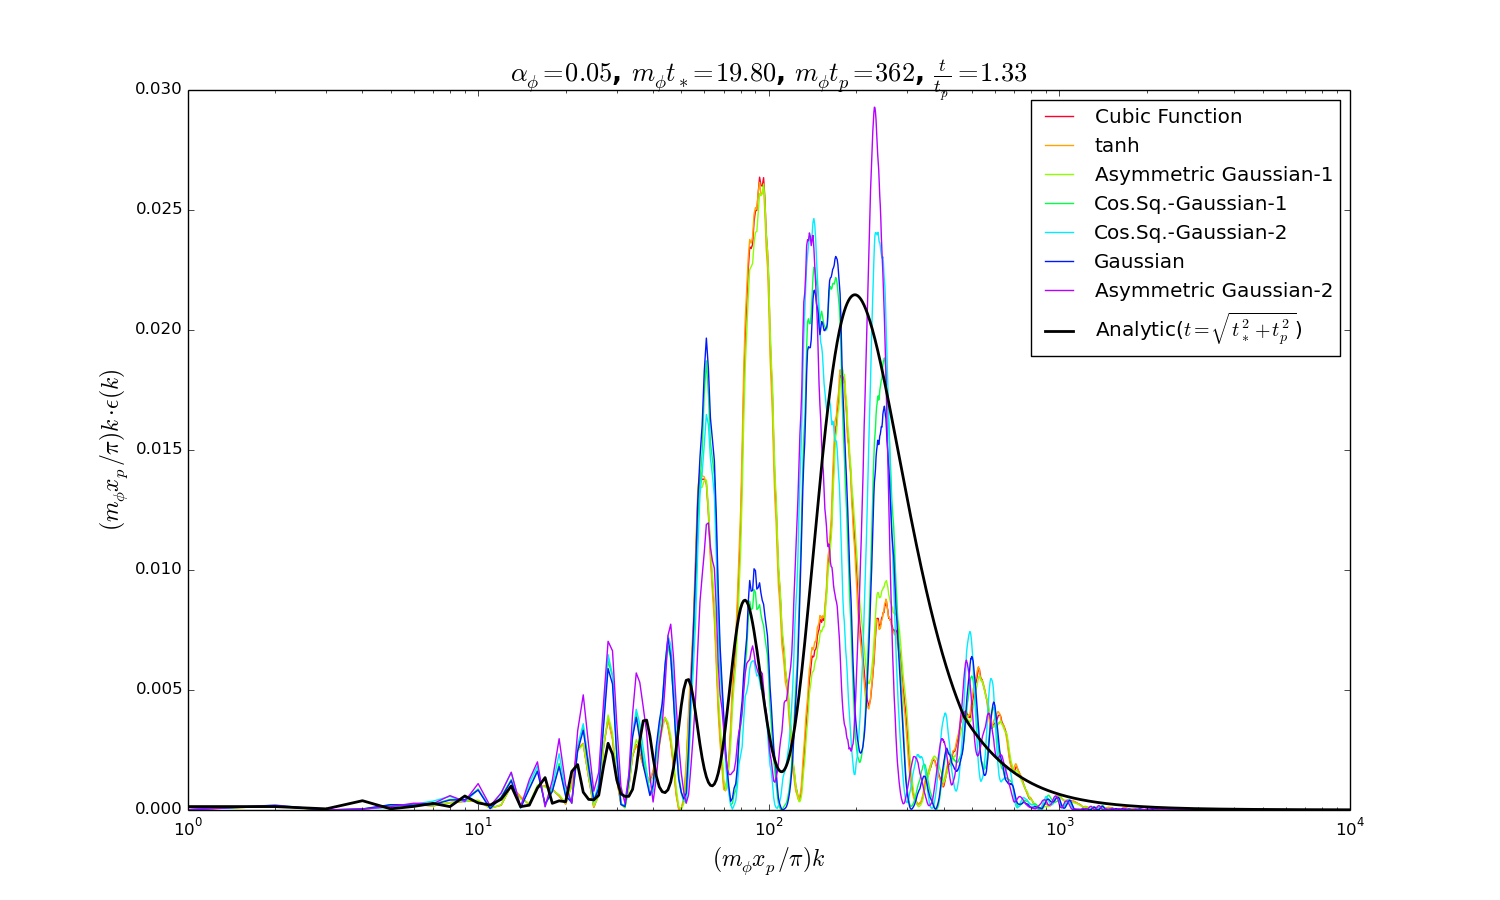 α_ϕ=0.05, m_ϕt_*=19.80, m_ϕt_p=362, t/t_p=1.33
0.030
0.025
0.020
0.015
0.010
0.005
0.000
(m_ϕx_p/π)k·ϵ(k)
Cubic Function
tanh
Asymmetric Gaussian-1
Cos.Sq.-Gaussian-1
Cos.Sq.-Gaussian-2
Gaussian
Asymmetric Gaussian-2
Analytic(t=√(t_*^2+t_p^2))
10^0
10^1
10^2
10^3
10^4
(m_ϕx_p/π)k